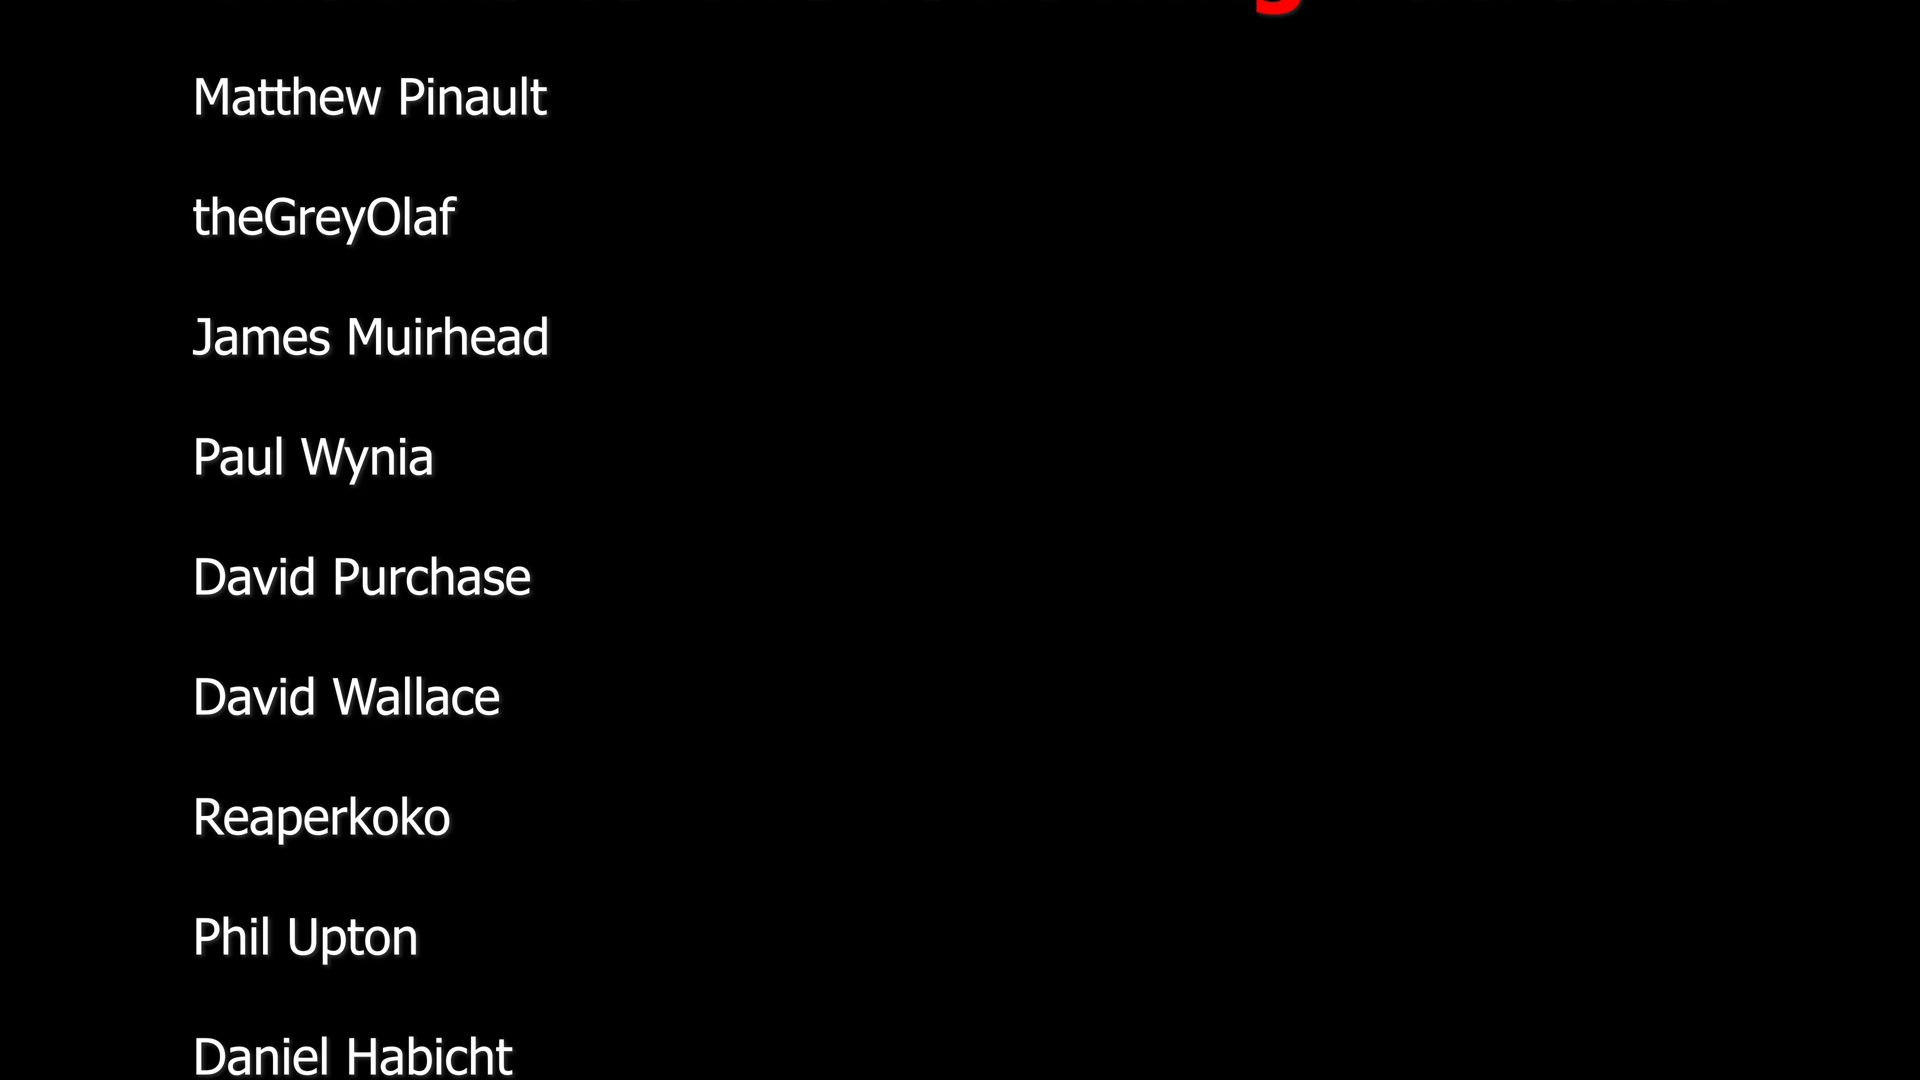 Matthew Pinault
theGreyOlaf
James Muirhead
Paul Wynia
David Purchase
David Wallace
Reaperkoko
Phil Upton
Daniel Habicht